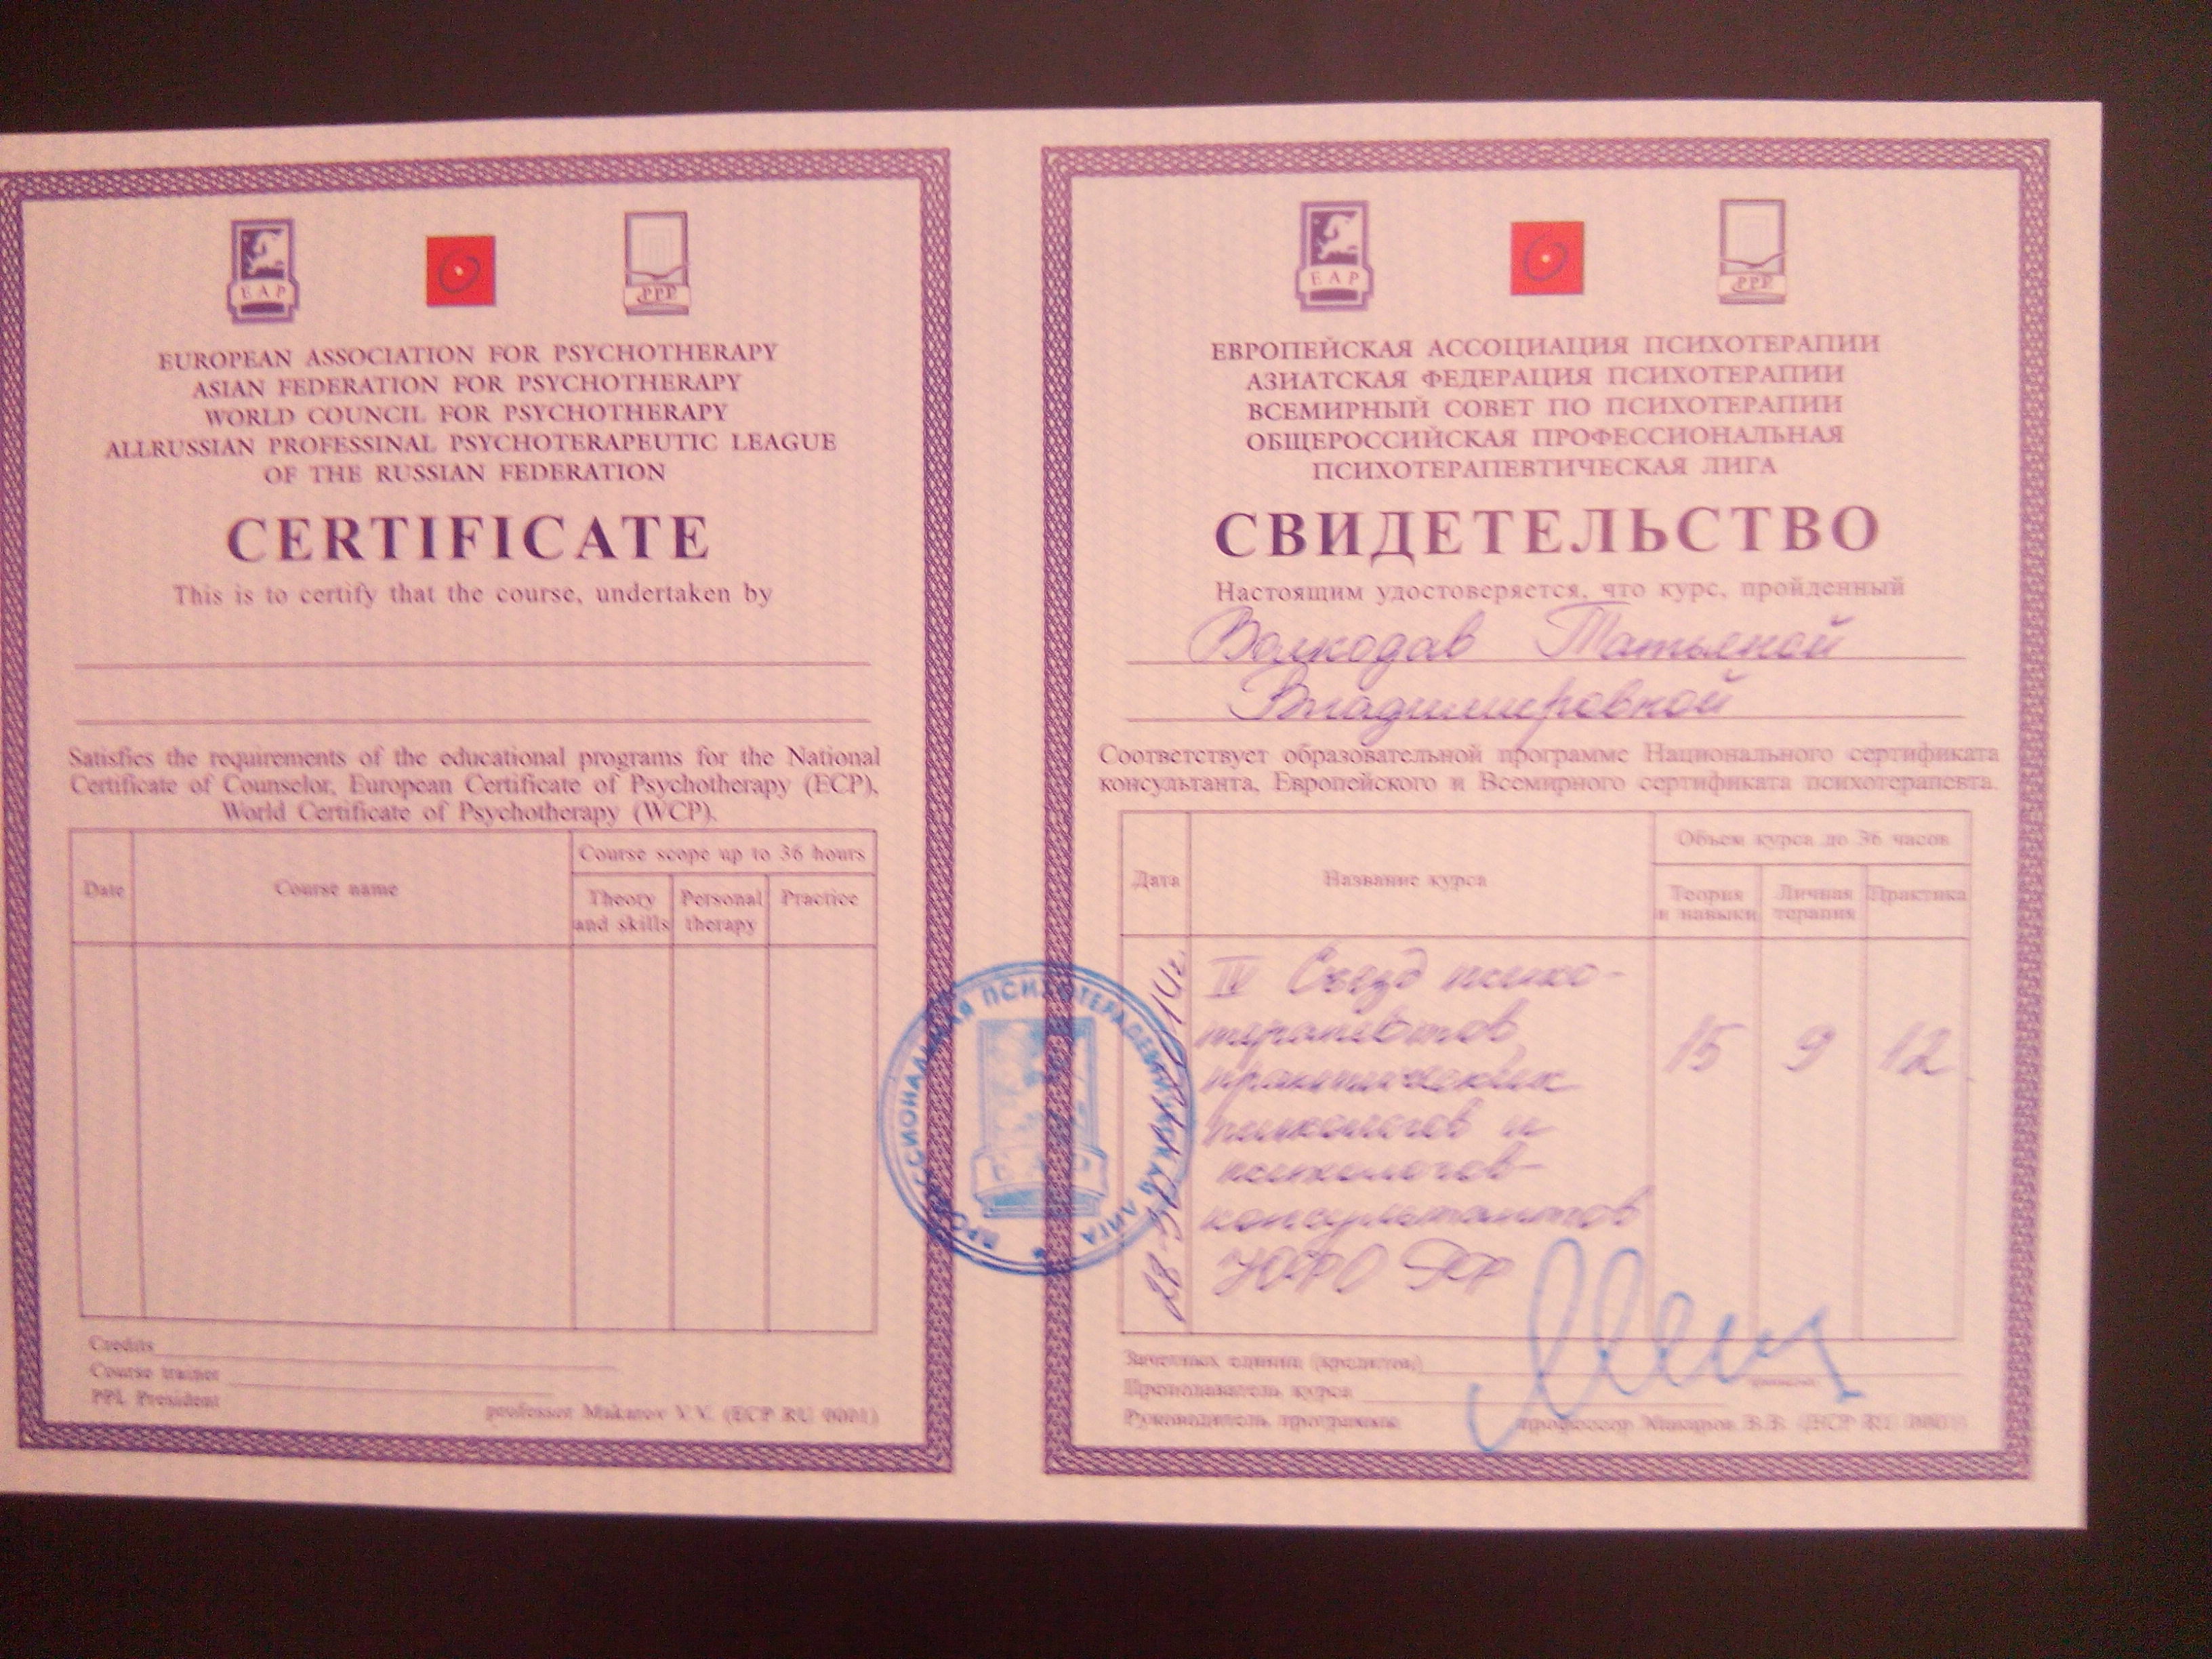 EAP
PPL
EUROPEAN ASSOCIATION FOR PSYCHOTHERAPY
ASIAN FEDERATION FOR PSYCHOTHERAPY
WORLD COUNCIL FOR PSYCHOTHERAPY
ALLRUSSIAN PROFESSINAL PSYCHOTERAPEUTIC LEAGUE
OF THE RUSSIAN FEDERATION
CERTIFICATE
This is to certify that the course, undertaken by
Satisfies the requirements of the educational programs for the National
Certificate of Counselor, European Certificate of Psychotherapy (ECP),
World Certificate of Psychotherapy (WCP).
Date
Course name
Course scope up to 36 hours
Theory
and skills
Personal
therapy
Practice
Credits
Course trainer
PPL President
professor Makarov V.V. (ECP RU 0001)
EAP
PPL
ЕВРОПЕЙСКАЯ АССОЦИАЦИЯ ПСИХОТЕРАПИИ
АЗИАТСКАЯ ФЕДЕРАЦИЯ ПСИХОТЕРАПИИ
ВСЕМИРНЫЙ СОВЕТ ПО ПСИХОТЕРАПИИ
ОБЩЕРОССИЙСКАЯ ПРОФЕССИОНАЛЬНАЯ
ПСИХОТЕРАПЕВТИЧЕСКАЯ ЛИГА
СВИДЕТЕЛЬСТВО
Настоящим удостоверяется, что курс, пройденный
Волкодав Татьяной
Владимировной
Соответствует образовательной программе Национального сертификата
консультанта, Европейского и Всемирного сертификата психотерапевта.
Дата
Название курса
Объем курса до 36 часов
Теория
и навыки
Личная
терапия
Практика
IV Съезд психо-
терапевтов,
практических
психологов и
психологов-
консультантов
ЮФО РФ
15
9
12
Зачетных единиц (кредитов)
Преподаватель курса
Руководитель программы
профессор Макаров В.В. (ECP RU 0001)
ПРОФЕССИОНАЛЬНАЯ ПСИХОТЕРАПЕВТИЧЕСКАЯ ЛИГА